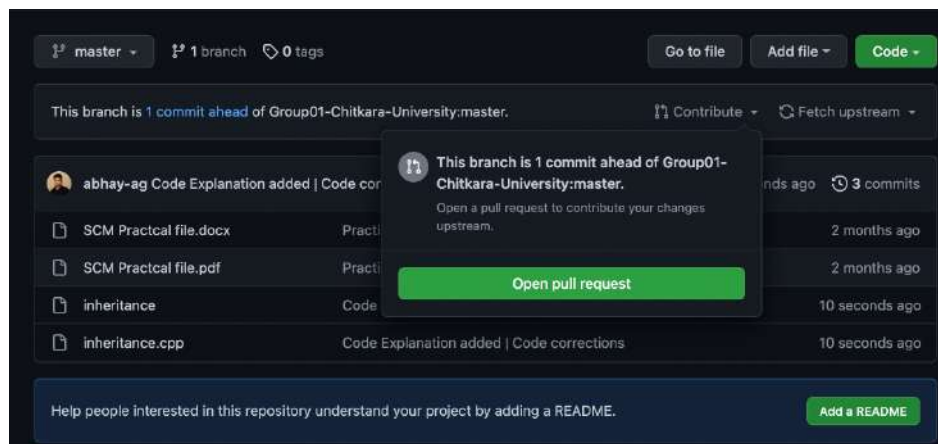 master
1 branch
0 tags
Go to file
Add file
Code
This branch is 1 commit ahead of Group01-Chitkara-University:master.
Contribute
Fetch upstream
This branch is 1 commit ahead of Group01-
Chitkara-University:master.
Open a pull request to contribute your changes
upstream.
Open pull request
abhay-ag Code Explanation added | Code
ago
3 commits
SCM Practcal file.docx
2 months ago
SCM Practcal file.pdf
2 months ago
inheritance
Code
10 seconds ago
inheritance.cpp
Code Explanation added | Code corrections
10 seconds ago
Help people interested in this repository understand your project by adding a README.
Add a README